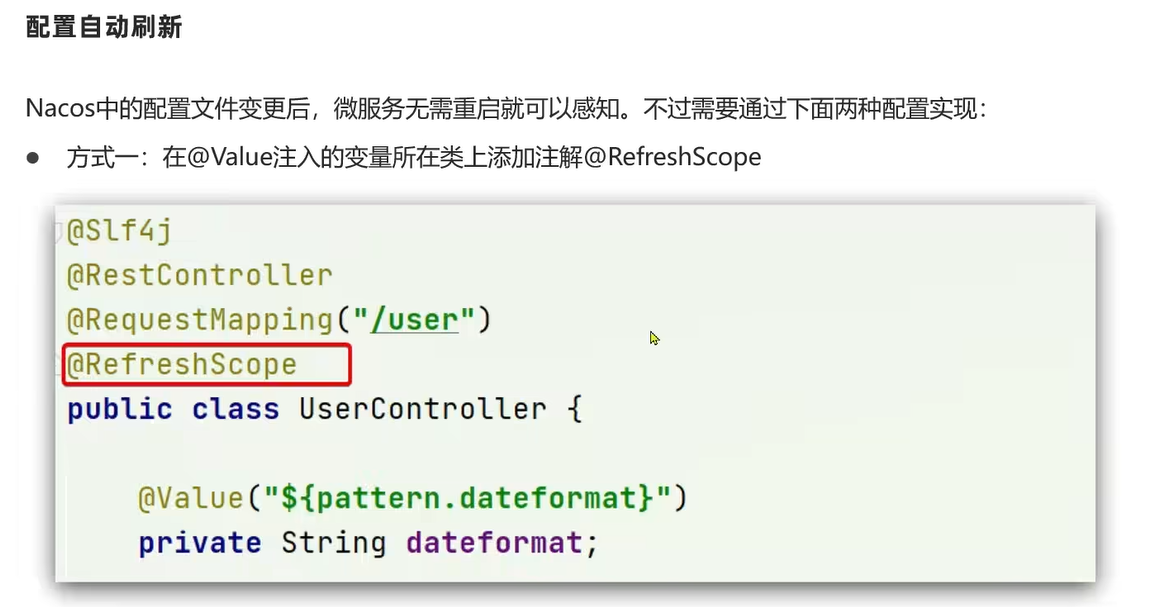 配置自动刷新
Nacos中的配置文件变更后，微服务无需重启就可以感知。不过需要通过下面两种配置实现：
● 方式一：在@Value注入的变量所在类上添加注解@RefreshScope
@Slf4j
@RestController
@RequestMapping("/user")
@RefreshScope
public class UserController {
@Value("${pattern.dateformat}")
private String dateformat;